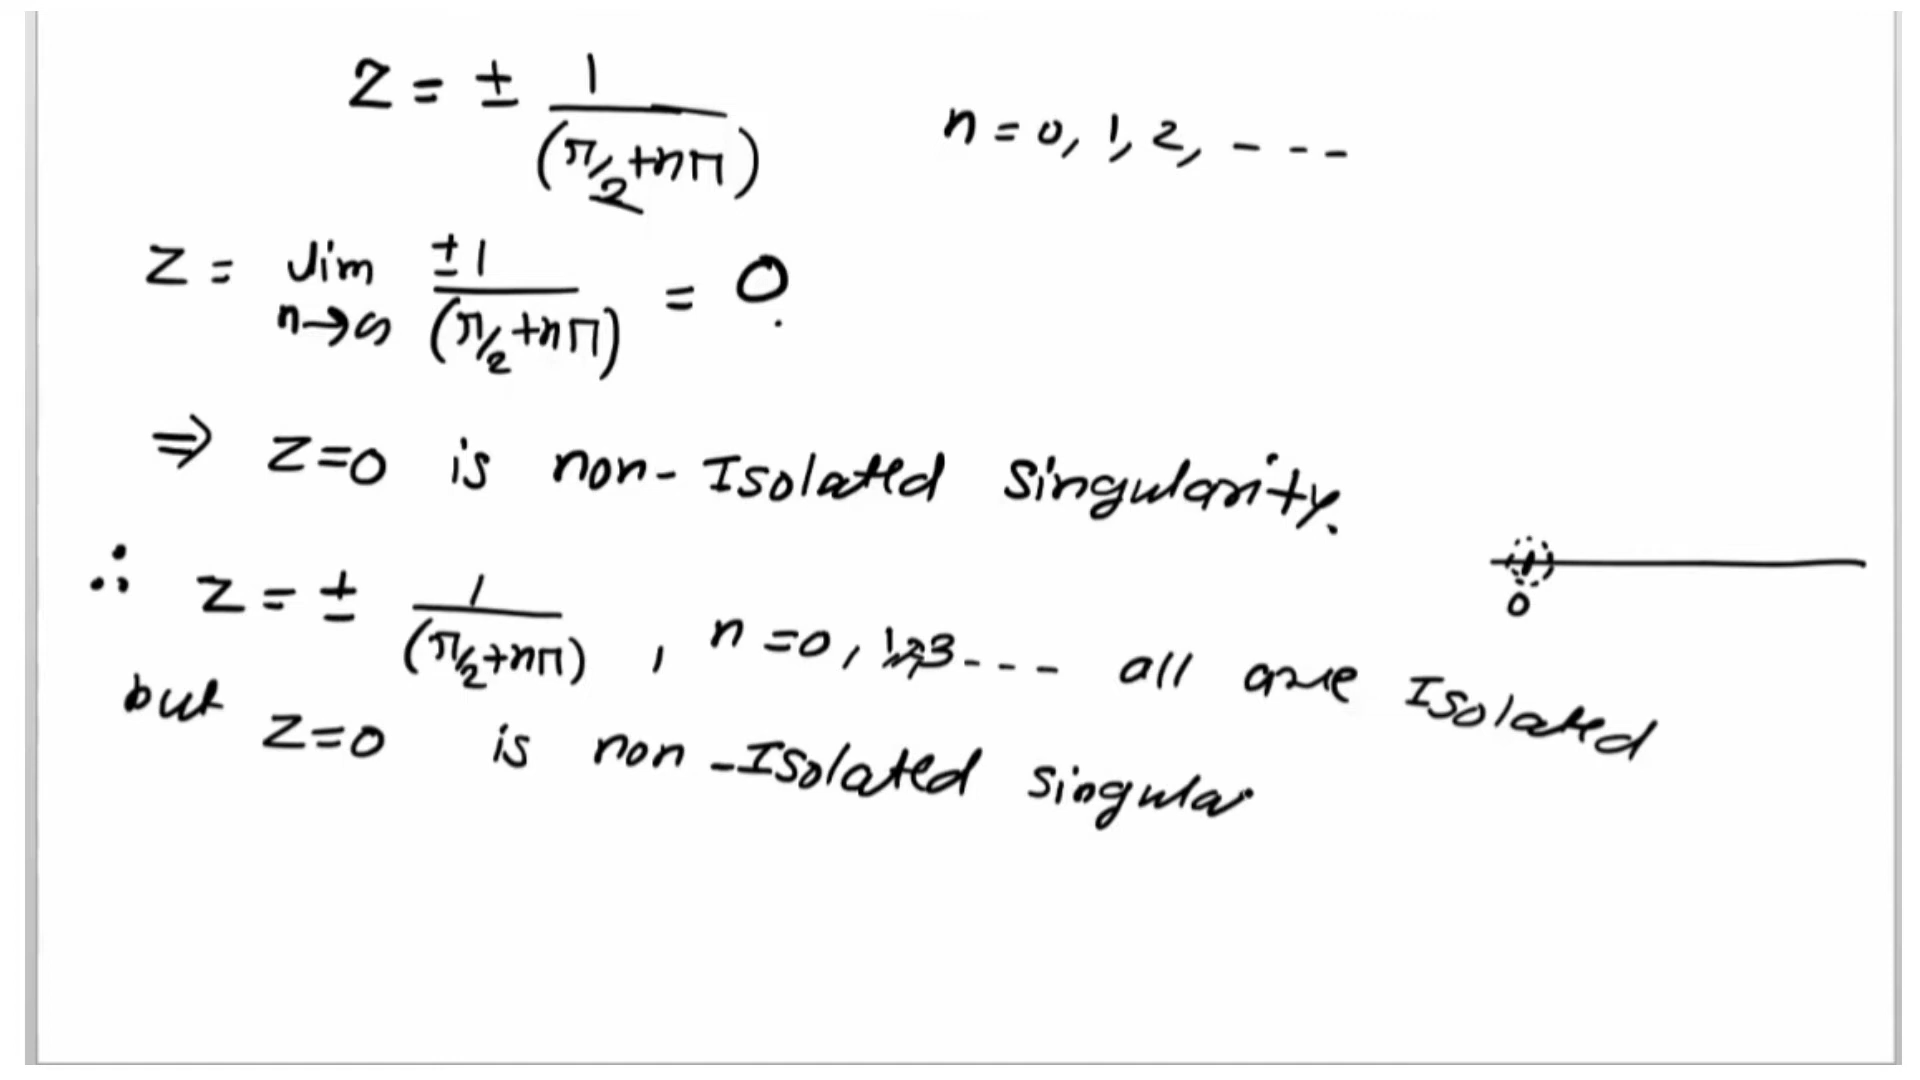 z = ± 1/(π/2+nπ) n = 0, 1, 2, - - -
z = lim n→∞ ±1/(π/2+nπ) = 0.
⇒ z=0 is non-Isolated singularity.
0
∴ z = ± 1/(π/2+nπ) , n = 0, 1,2,3 - - - all are Isolated
but z=0 is non-Isolated singular